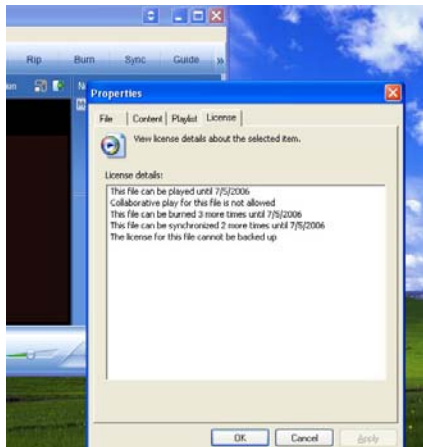 Rip Burn Sync Guide
Properties
File Content Playlist License
View license details about the selected item.
License details:
This file can be played until 7/5/2006
Collaborative play for this file is not allowed
This file can be burned 3 more times until 7/5/2006
This file can be synchronized 2 more times until 7/5/2006
The license for this file cannot be backed up
OK Cancel Apply